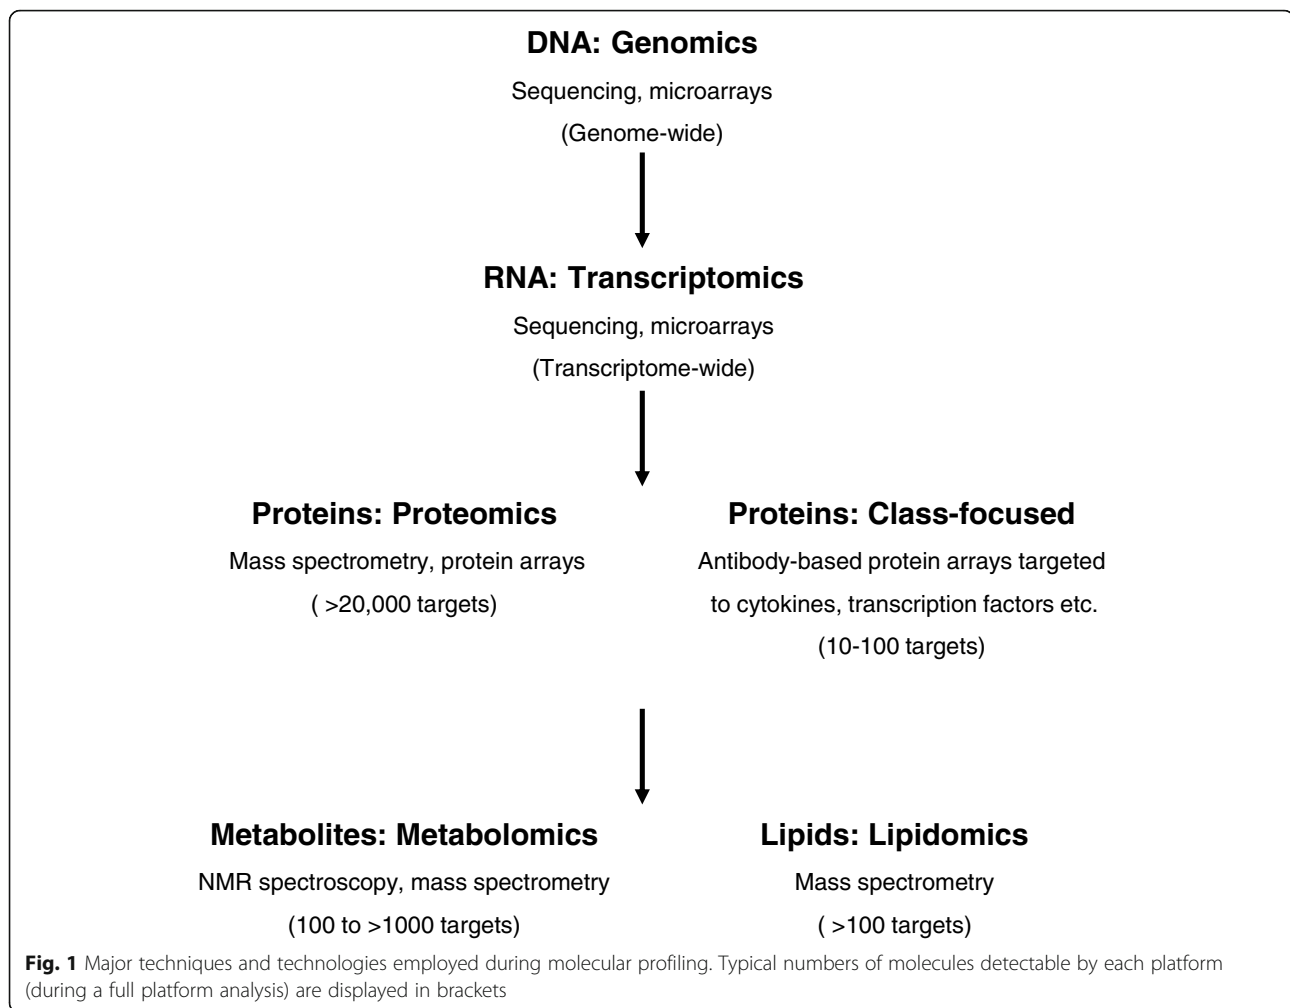 DNA: Genomics
Sequencing, microarrays
(Genome-wide)
RNA: Transcriptomics
Sequencing, microarrays
(Transcriptome-wide)
Proteins: Proteomics
Mass spectrometry, protein arrays
( >20,000 targets)
Proteins: Class-focused
Antibody-based protein arrays targeted
to cytokines, transcription factors etc.
(10-100 targets)
Metabolites: Metabolomics
NMR spectroscopy, mass spectrometry
(100 to >1000 targets)
Lipids: Lipidomics
Mass spectrometry
( >100 targets)
Fig. 1 Major techniques and technologies employed during molecular profiling. Typical numbers of molecules detectable by each platform
(during a full platform analysis) are displayed in brackets